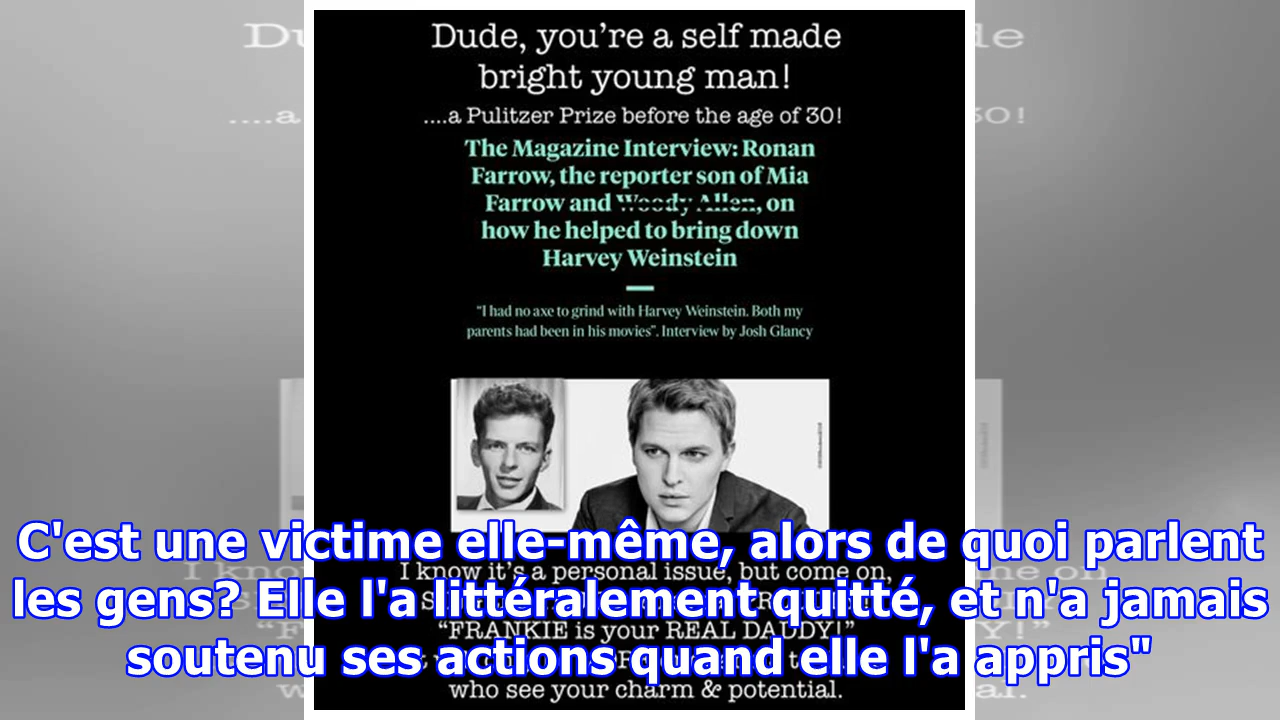 Dude, you're a self made
bright young man!
....a Pulitzer Prize before the age of 30!
The Magazine Interview: Ronan
Farrow, the reporter son of Mia
Farrow and Woody Allen, on
how he helped to bring down
Harvey Weinstein
“I had no axe to grind with Harvey Weinstein. Both my
parents had been in his movies”. Interview by Josh Glancy
C'est une victime elle-même, alors de quoi parlent
I know it's a personal issue, but come on,
les gens? Elle l'a littéralement quitté, et n'a jamais
“FRANKIE is your REAL DADDY!”
soutenu ses actions quand elle l'a appris"
who see your charm & potential.